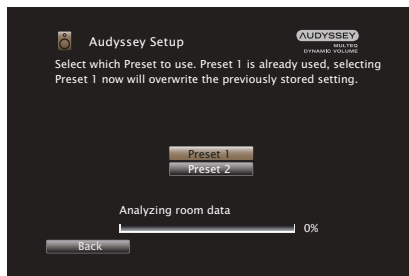 Audyssey Setup
AUDYSSEY
MULTEQ
DYNAMIC VOLUME
Select which Preset to use. Preset 1 is already used, selecting
Preset 1 now will overwrite the previously stored setting.
Preset 1
Preset 2
Analyzing room data
0%
Back